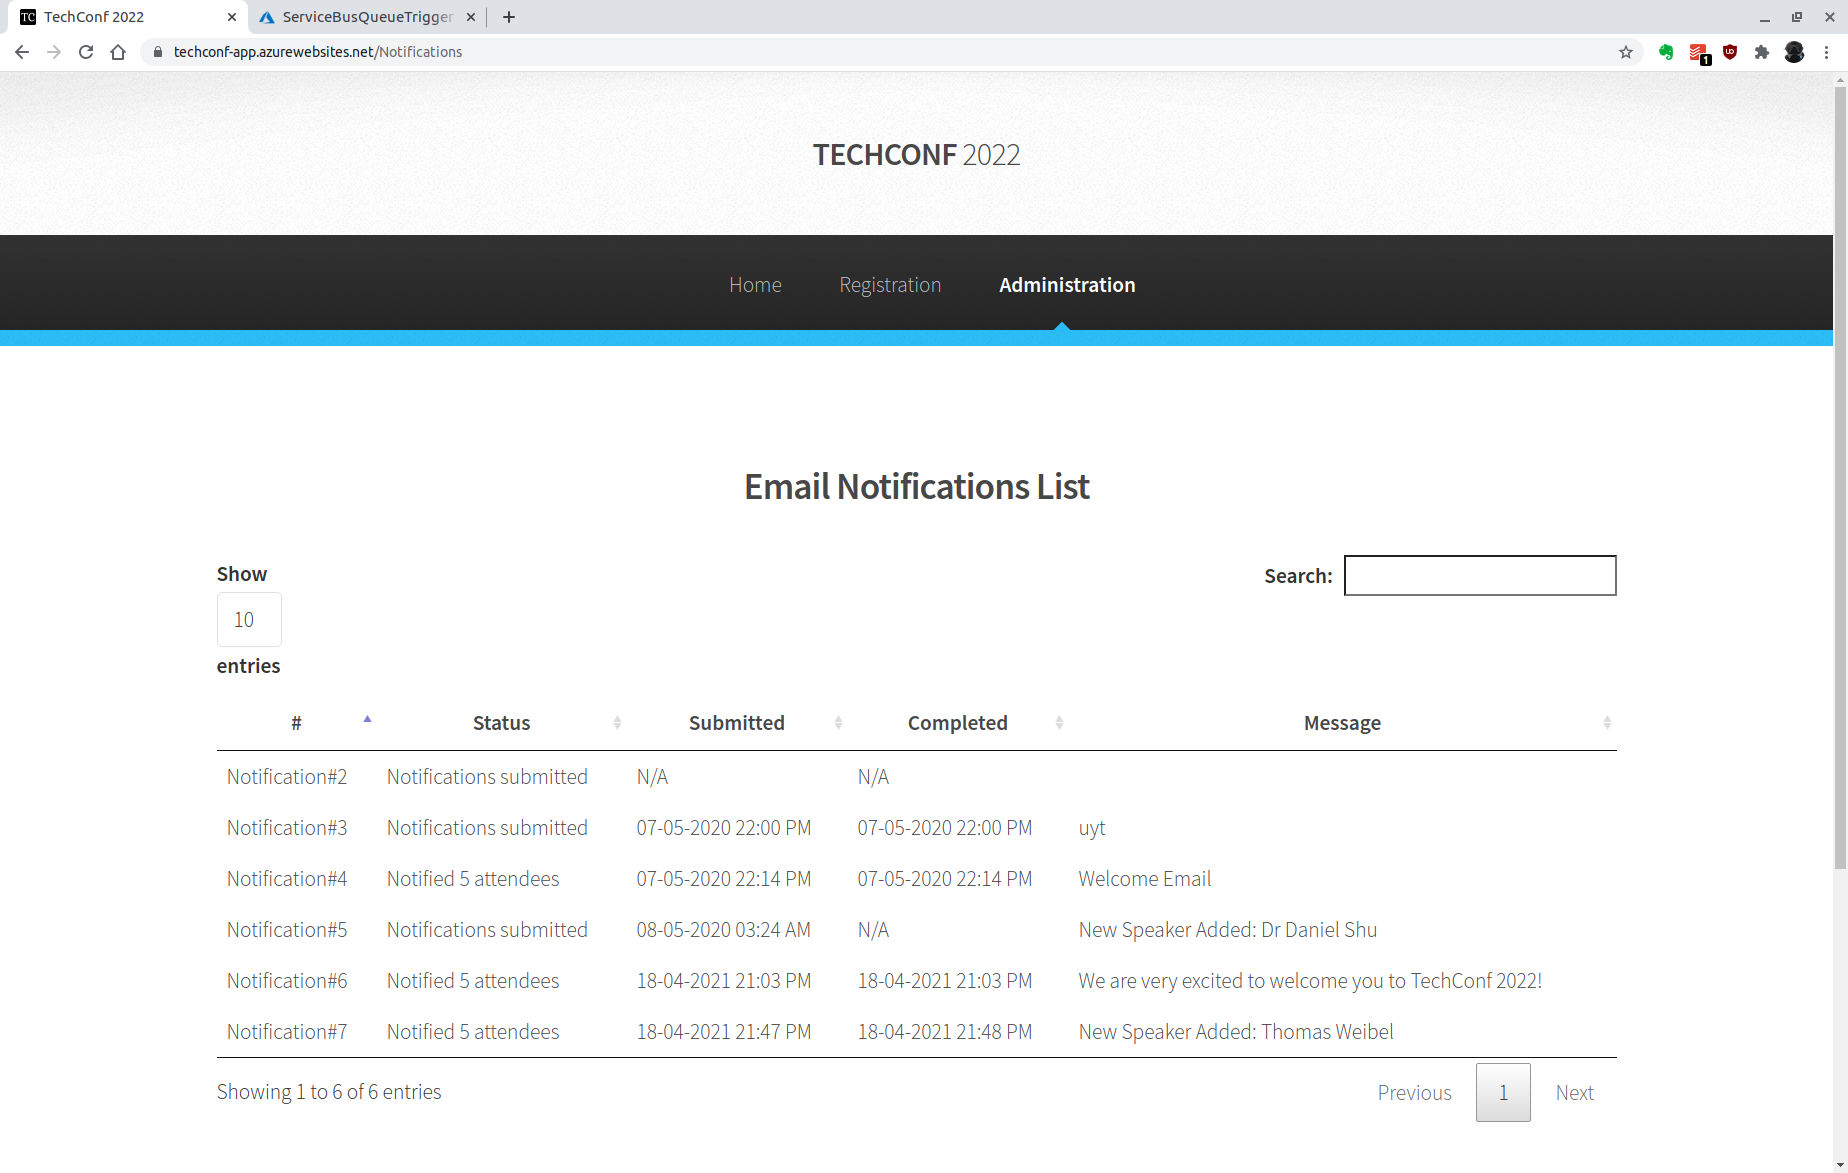 TC TechConf 2022
ServiceBusQueueTrigger
techconf-app.azurewebsites.net/Notifications
1
TECHCONF 2022
Home Registration Administration
Email Notifications List
Show
10
entries
Search:
# Status Submitted Completed Message
Notification#2 Notifications submitted N/A N/A
Notification#3 Notifications submitted 07-05-2020 22:00 PM 07-05-2020 22:00 PM uyt
Notification#4 Notified 5 attendees 07-05-2020 22:14 PM 07-05-2020 22:14 PM Welcome Email
Notification#5 Notifications submitted 08-05-2020 03:24 AM N/A New Speaker Added: Dr Daniel Shu
Notification#6 Notified 5 attendees 18-04-2021 21:03 PM 18-04-2021 21:03 PM We are very excited to welcome you to TechConf 2022!
Notification#7 Notified 5 attendees 18-04-2021 21:47 PM 18-04-2021 21:48 PM New Speaker Added: Thomas Weibel
Showing 1 to 6 of 6 entries
Previous 1 Next